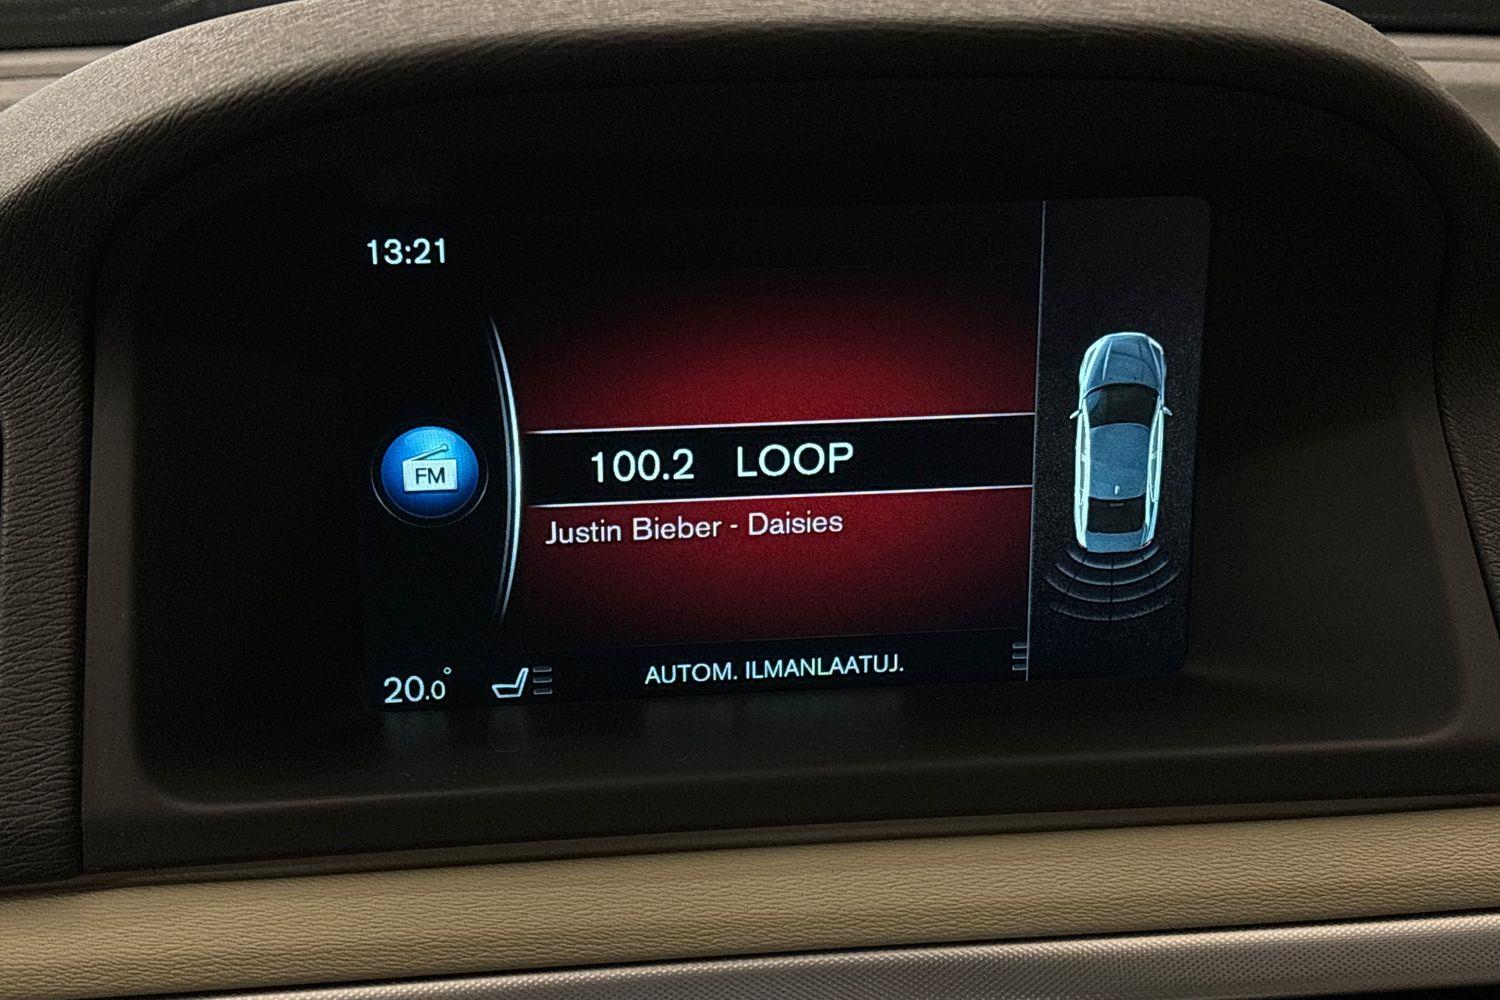 13:21
FM
100.2 LOOP
Justin Bieber - Daisies
20.0°
AUTOM. ILMANLAATUJ.